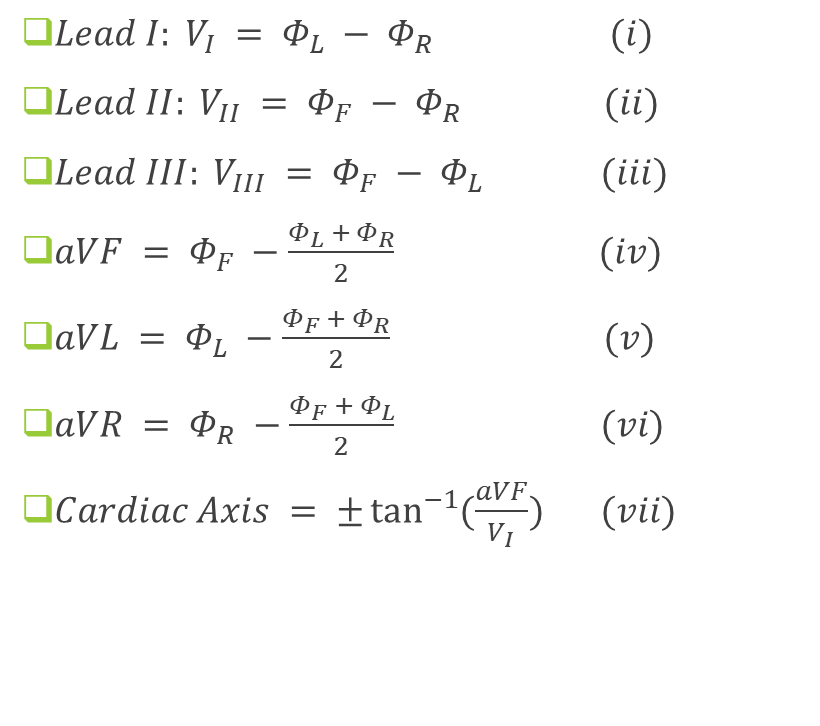 ❑Lead I: V_I = Φ_L − Φ_R (i)
❑Lead II: V_II = Φ_F − Φ_R (ii)
❑Lead III: V_III = Φ_F − Φ_L (iii)
❑aVF = Φ_F − (Φ_L + Φ_R)/2 (iv)
❑aVL = Φ_L − (Φ_F + Φ_R)/2 (v)
❑aVR = Φ_R − (Φ_F + Φ_L)/2 (vi)
❑Cardiac Axis = ± tan⁻¹(aVF/V_I) (vii)